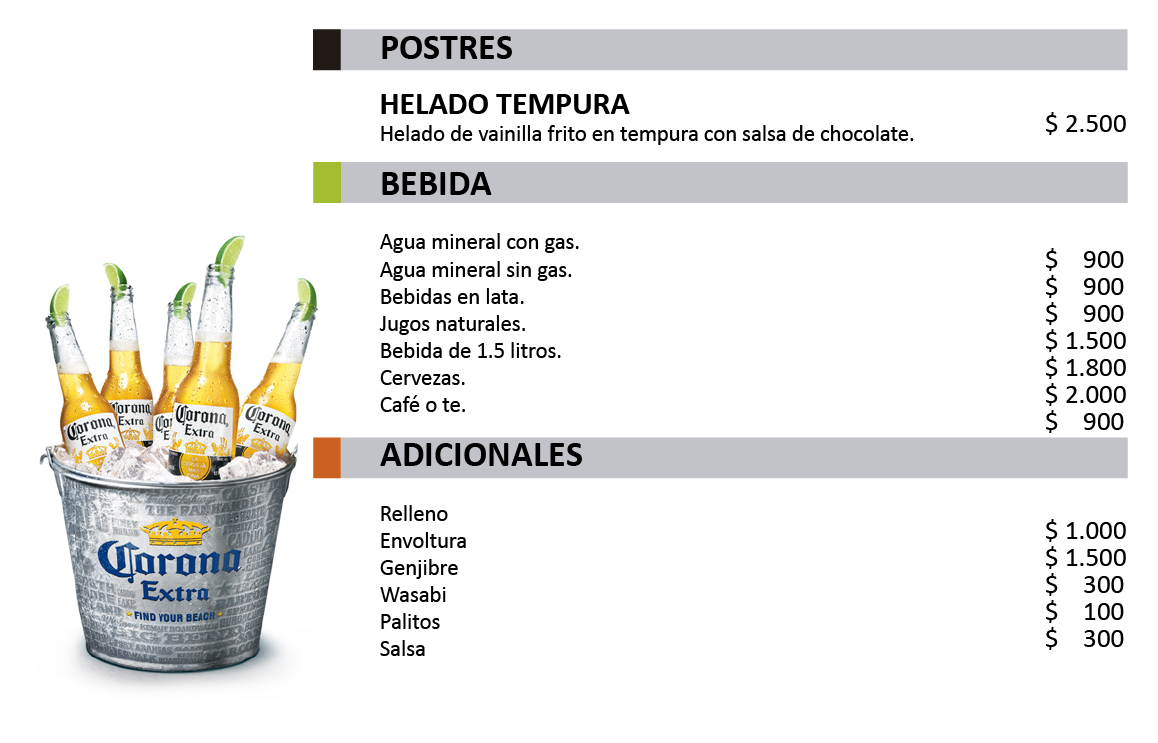 POSTRES
HELADO TEMPURA
Helado de vainilla frito en tempura con salsa de chocolate.
$ 2.500
BEBIDA
Agua mineral con gas.
Agua mineral sin gas.
Bebidas en lata.
Jugos naturales.
Bebida de 1.5 litros.
Cervezas.
Café o te.
$ 900
$ 900
$ 900
$ 1.500
$ 1.800
$ 2.000
$ 900
ADICIONALES
Relleno
Envoltura
Genjibre
Wasabi
Palitos
Salsa
$ 1.000
$ 1.500
$ 300
$ 100
$ 300
Corona
Extra
Corona
Extra
Corona
Extra
Corona
Extra
Corona
Extra
FIND YOUR BEACH
THE PANHANDLE